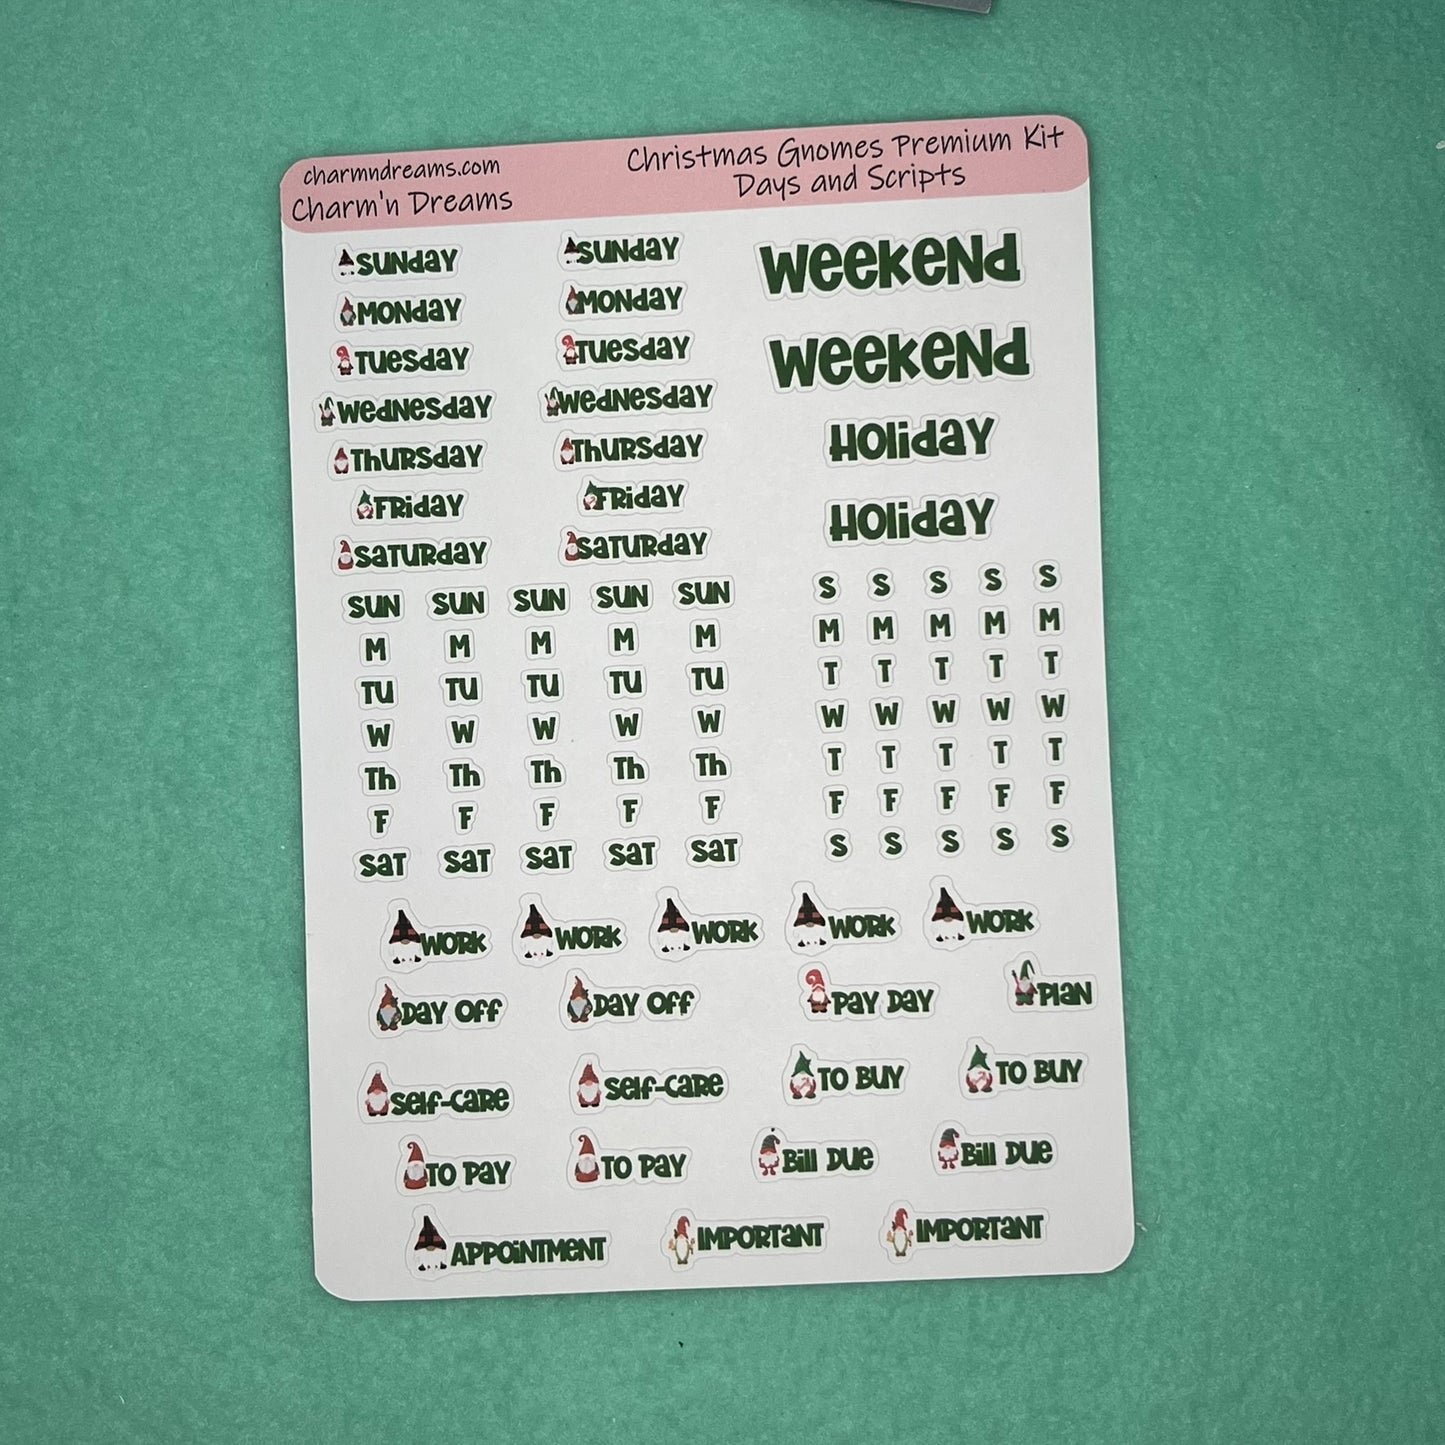 charmndreams.com
Charm'n Dreams
Christmas Gnomes Premium Kit
Days and Scripts
SUNdAY SUNdAY WeekeNd
MONdAY MONdAY
TUesdAY TUesdAY WeekeNd
WedNesdAY WedNesdAY
ThURSdAY ThURSdAY HOlidAY
FRidAY FRidAY HOlidAY
SATURdAY SATURdAY
SUN SUN SUN SUN SUN S S S S S
M M M M M M M M M M
TU TU TU TU TU T T T T T
W W W W W W W W W W
Th Th Th Th Th T T T T T
F F F F F F F F F F
SAT SAT SAT SAT SAT S S S S S
WORK WORK WORK WORK WORK
DAY Off DAY Off PAY DAY PlAN
Self-CARe Self-CARe TO BUY TO BUY
TO PAY TO PAY Bill DUe Bill DUe
APPOiNTMeNT IMPORTANT IMPORTANT